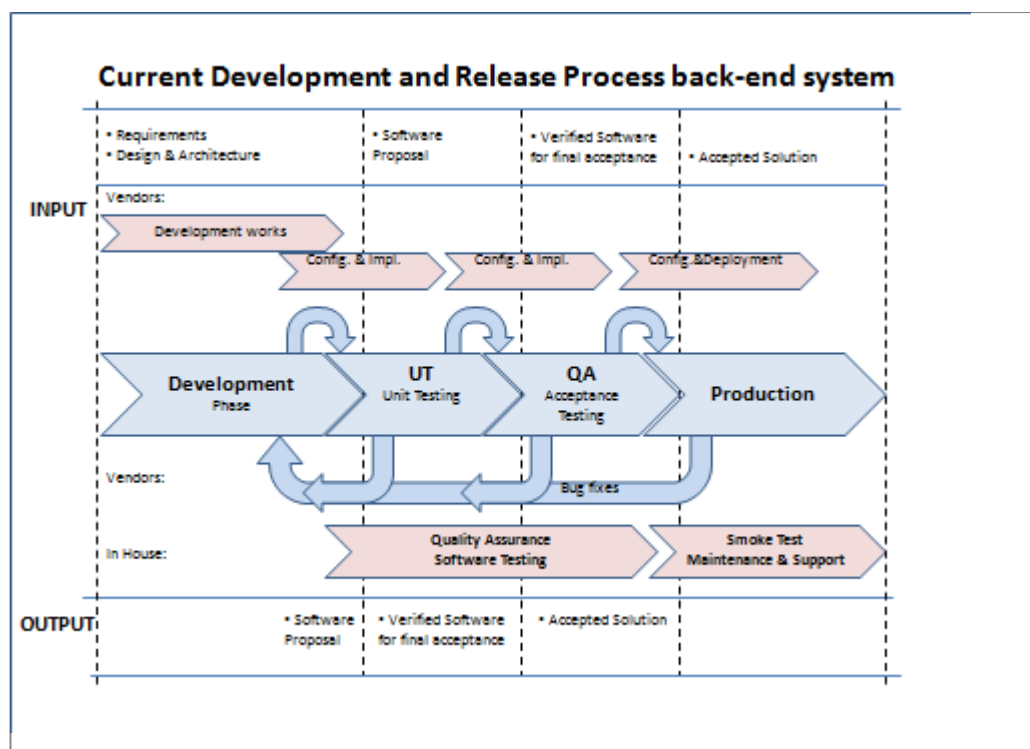 Current Development and Release Process back-end system
• Requirements
• Design & Architecture
• Software
Proposal
• Verified Software
for final acceptance
• Accepted Solution
INPUT
Vendors:
Development works
Config. & Impl.
Config. & Impl.
Config.&Deployment
Development
Phase
UT
Unit Testing
QA
Acceptance
Testing
Production
Vendors:
Bug fixes
In House:
Quality Assurance
Software Testing
Smoke Test
Maintenance & Support
OUTPUT
• Software
Proposal
• Verified Software
for final acceptance
• Accepted Solution